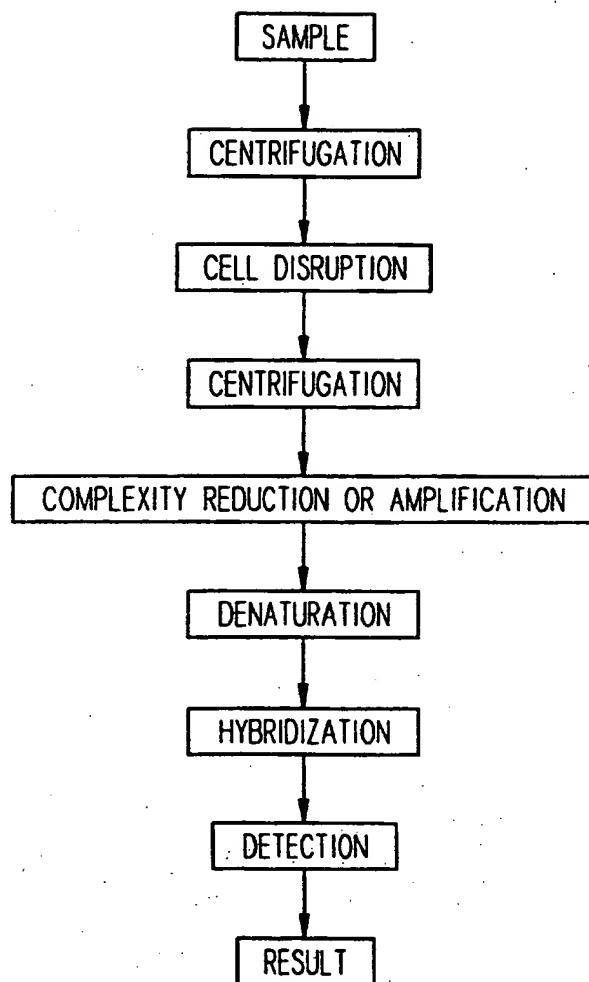 SAMPLE
CENTRIFUGATION
CELL DISRUPTION
CENTRIFUGATION
COMPLEXITY REDUCTION OR AMPLIFICATION
DENATURATION
HYBRIDIZATION
DETECTION
RESULT